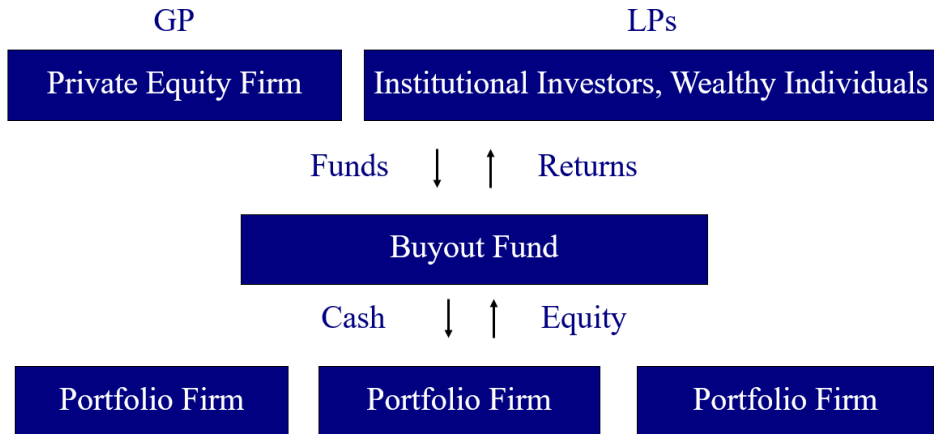 GP
LPs
Private Equity Firm
Institutional Investors, Wealthy Individuals
Funds
Returns
Buyout Fund
Cash
Equity
Portfolio Firm
Portfolio Firm
Portfolio Firm